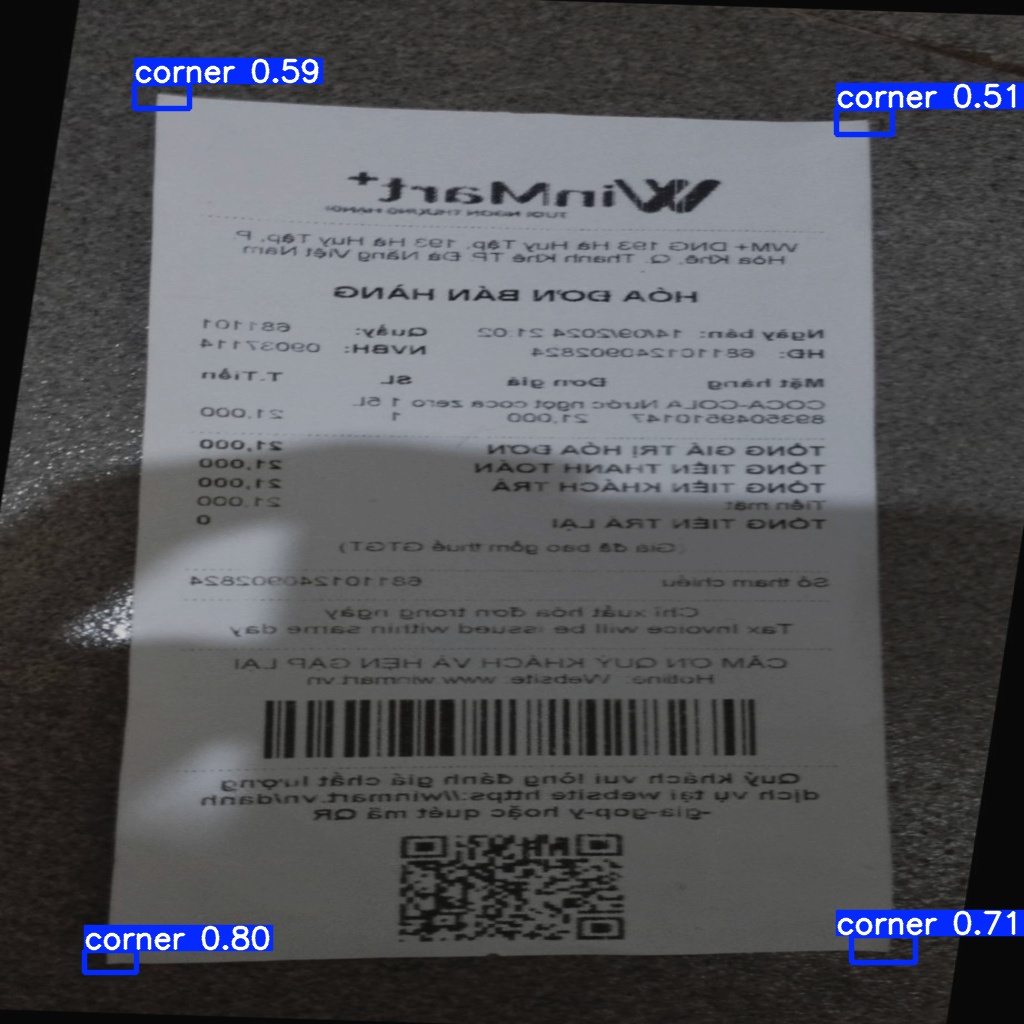 corner 0.59
corner 0.51
WinMart+
TƯƠI NGON THƯỢNG HẠNG
WM+ DNG 193 Hà Huy Tập, 193 Hà Huy Tập, P.
Hòa Khê, Q. Thanh Khê TP. Đà Nẵng Việt Nam
HÓA ĐƠN BÁN HÀNG
Ngày bán: 14/09/2024 21:02 Quầy: 681101
HĐ: 681101240902824 NVBH: 09037114
Mặt hàng Đơn giá SL T.Tiền
COCA-COLA Nước ngọt coca zero 1.5L
8935049510147 21,000 1 21,000
TỔNG GIÁ TRỊ HÓA ĐƠN 21,000
TỔNG TIỀN THANH TOÁN 21,000
TỔNG TIỀN KHÁCH TRẢ 21,000
Tiền mặt 21,000
TỔNG TIỀN TRẢ LẠI 0
(Giá đã bao gồm thuế GTGT)
Số tham chiếu 681101240902824
Chỉ xuất hóa đơn trong ngày
Tax Invoice will be issued within same day
CẢM ƠN QUÝ KHÁCH VÀ HẸN GẶP LẠI
Hotline: Website: www.winmart.vn
Quý khách vui lòng đánh giá chất lượng
dịch vụ tại website https://winmart.vn/danh
-gia-gop-y hoặc quét mã QR
corner 0.80
corner 0.71